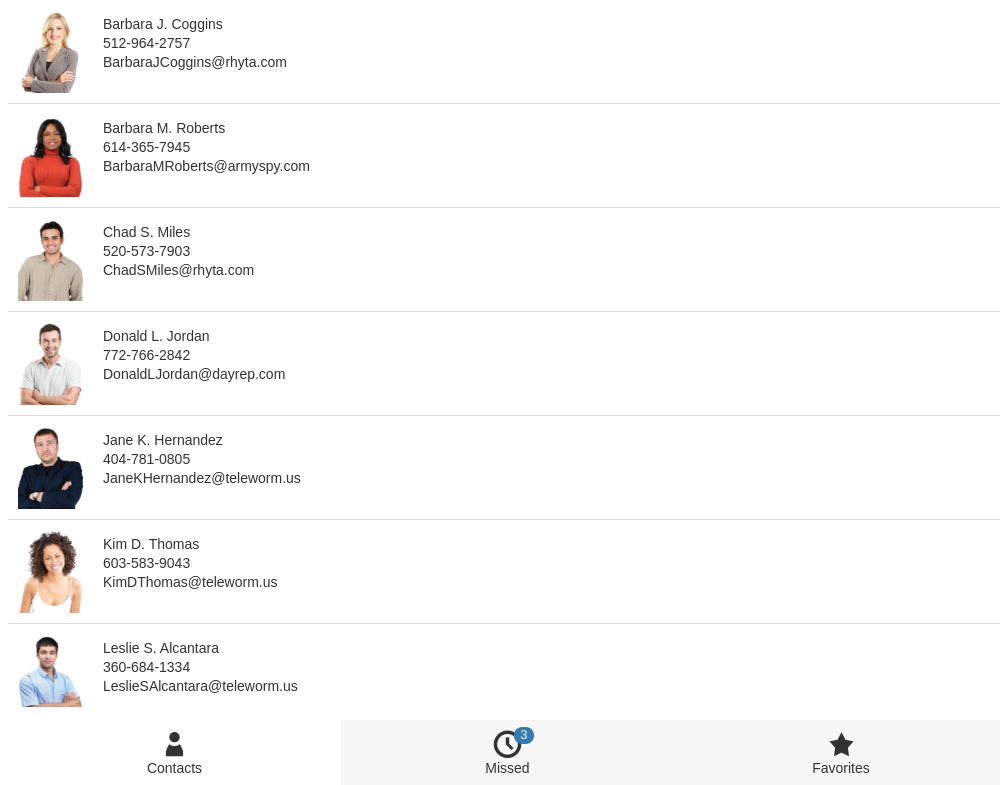 Barbara J. Coggins
512-964-2757
BarbaraJCoggins@rhyta.com
Barbara M. Roberts
614-365-7945
BarbaraMRoberts@armyspy.com
Chad S. Miles
520-573-7903
ChadSMiles@rhyta.com
Donald L. Jordan
772-766-2842
DonaldLJordan@dayrep.com
Jane K. Hernandez
404-781-0805
JaneKHernandez@teleworm.us
Kim D. Thomas
603-583-9043
KimDThomas@teleworm.us
Leslie S. Alcantara
360-684-1334
LeslieSAlcantara@teleworm.us
3
Contacts
Missed
Favorites